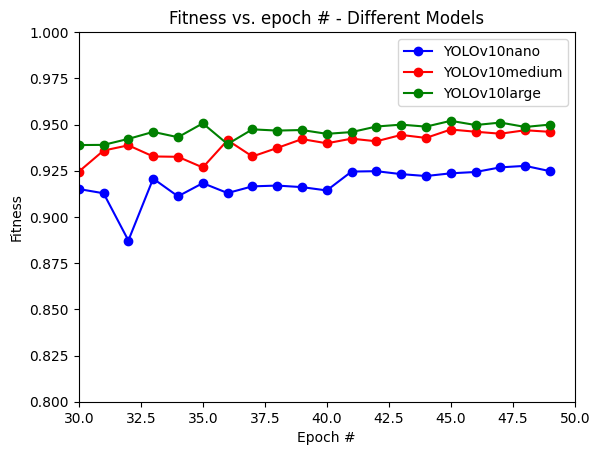 Fitness vs. epoch # - Different Models
YOLOv10nano
YOLOv10medium
YOLOv10large
Fitness
1.000
0.975
0.950
0.925
0.900
0.875
0.850
0.825
0.800
30.0 32.5 35.0 37.5 40.0 42.5 45.0 47.5 50.0
Epoch #